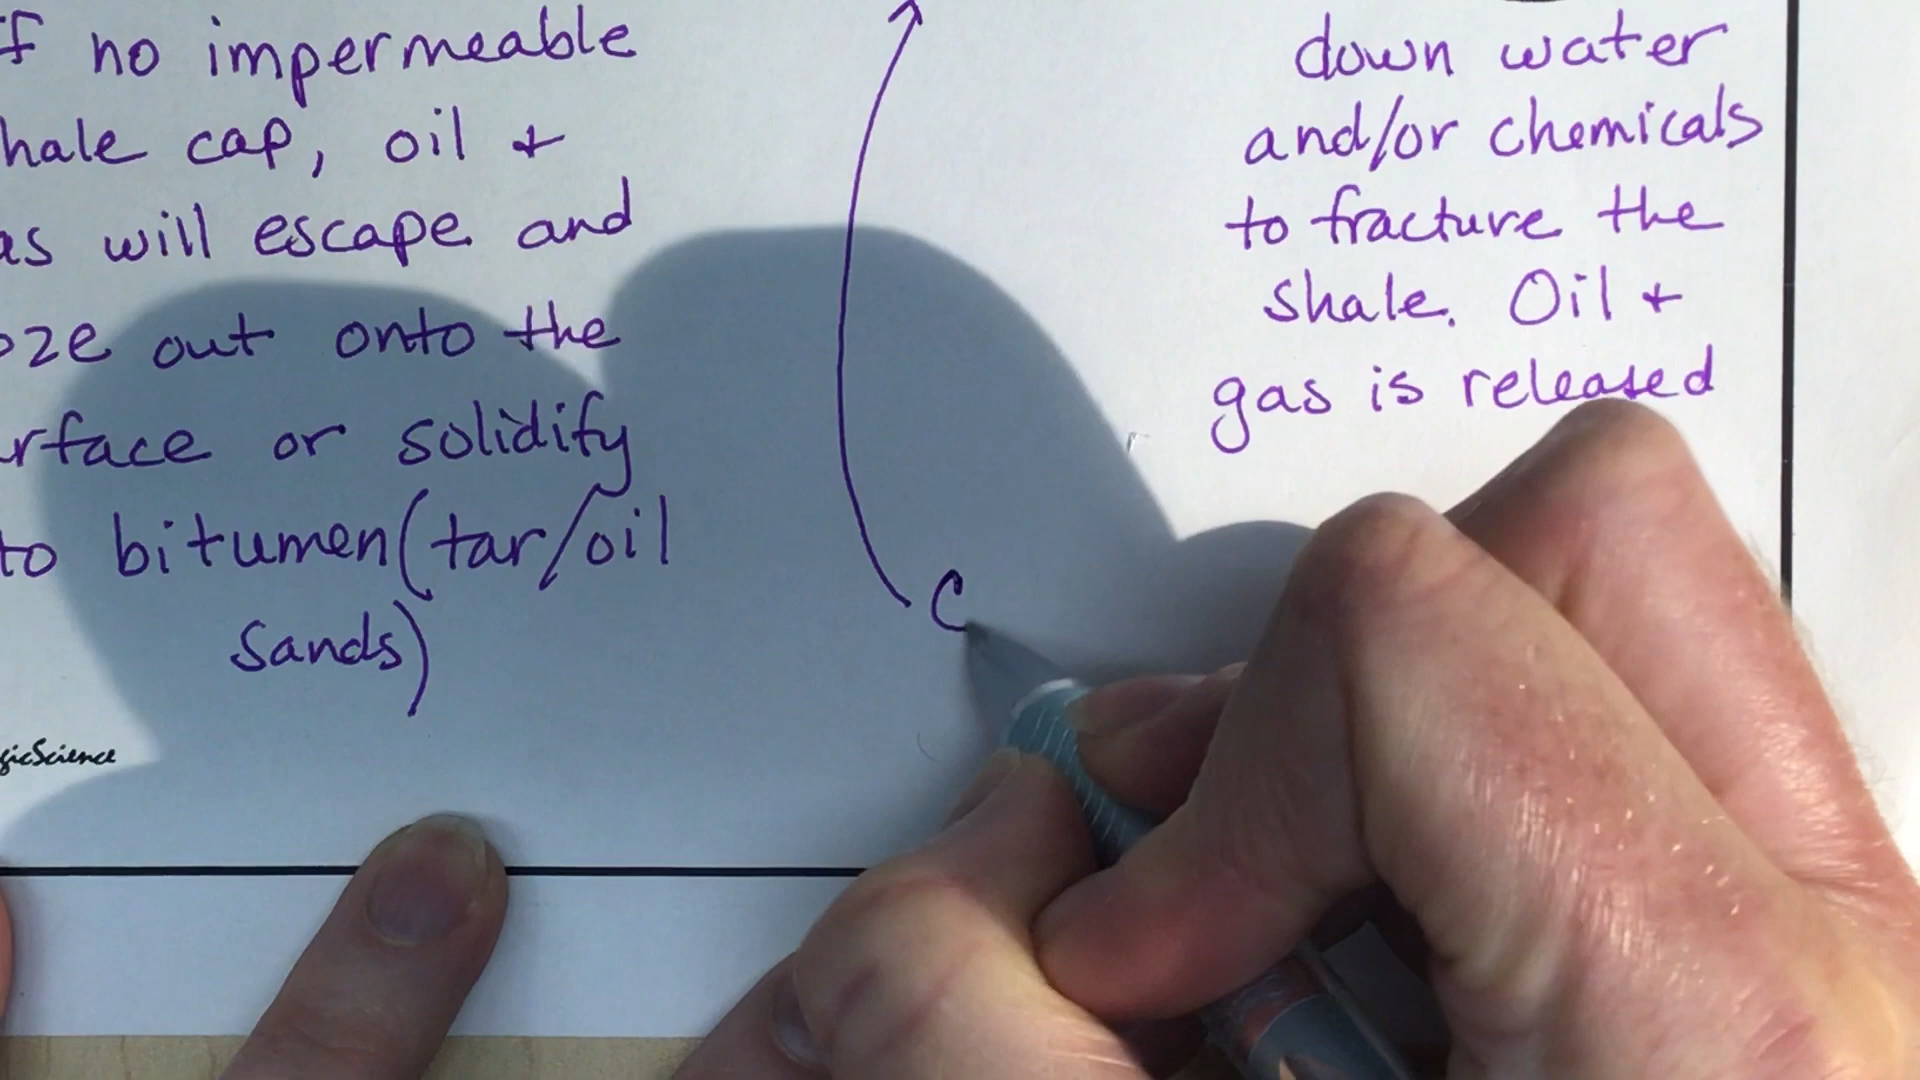 f no impermeable
hale cap, oil +
as will escape and
oze out onto the
rface or solidify
to bitumen (tar/oil
sands)
gicScience
C
down water
and/or chemicals
to fracture the
shale. Oil +
gas is released